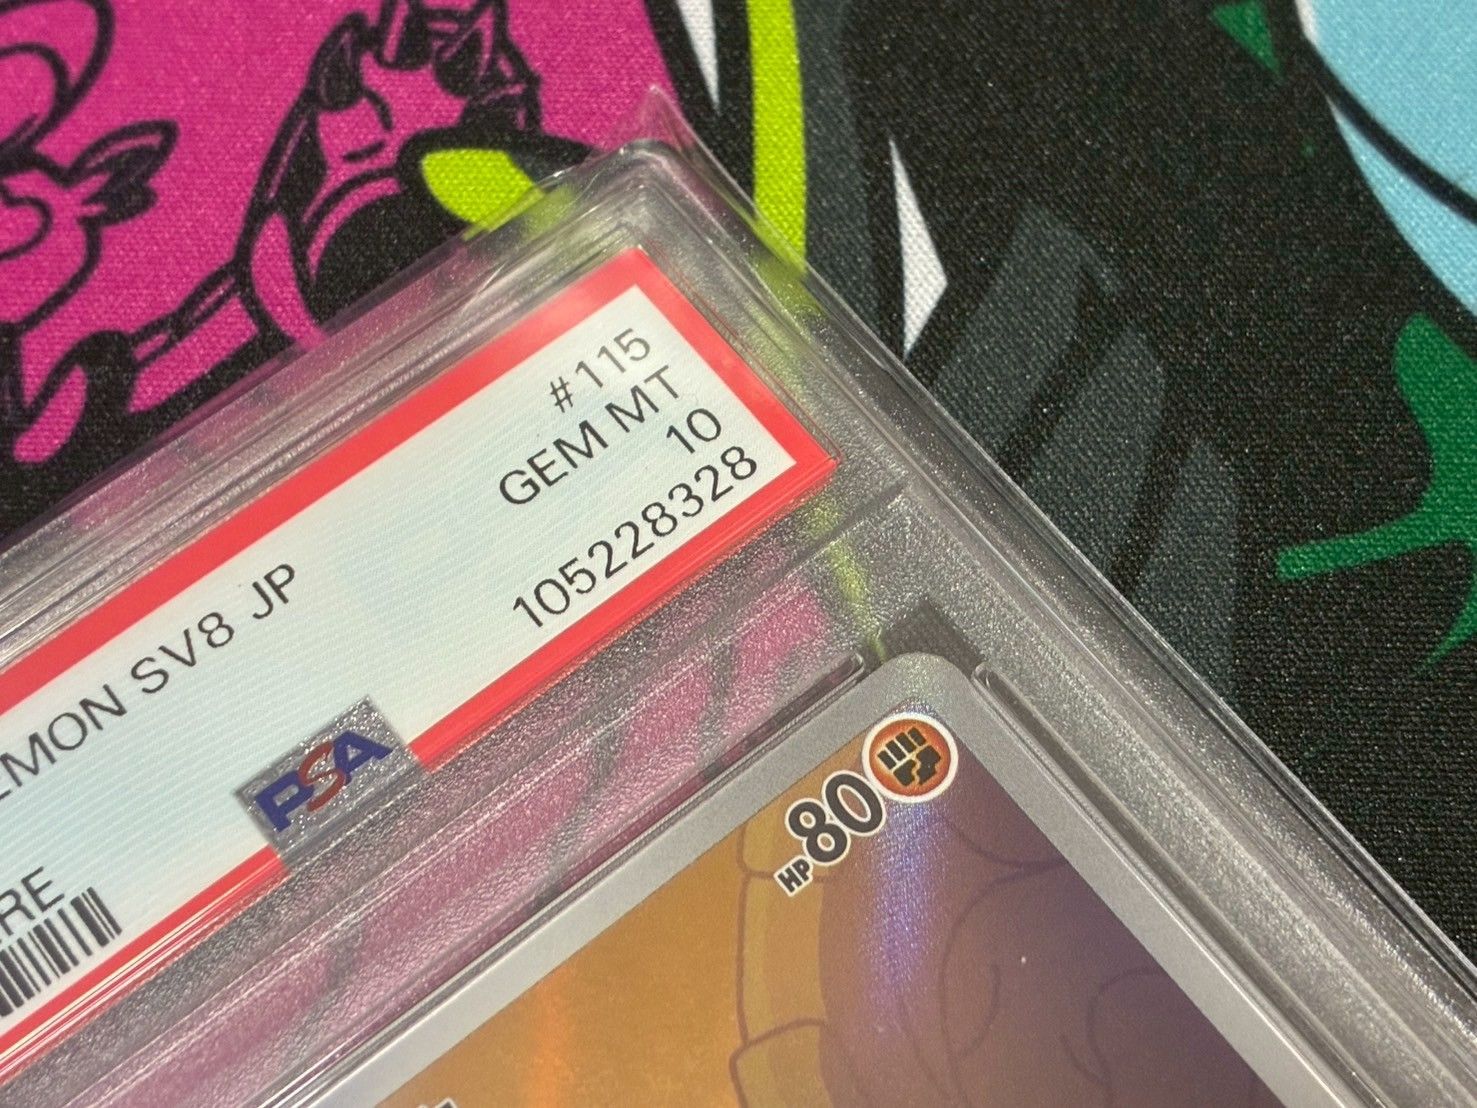 #115
GEM MT
10
105228328
EMON SV8 JP
PSA
RE
HP80